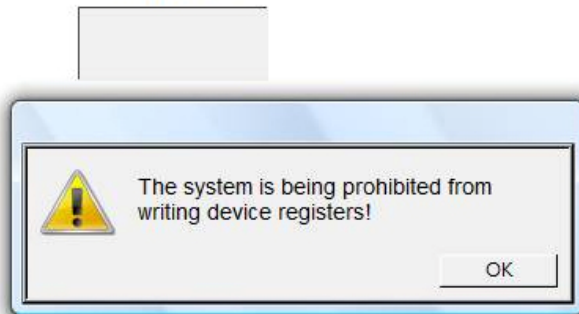 The system is being prohibited from
writing device registers!
OK